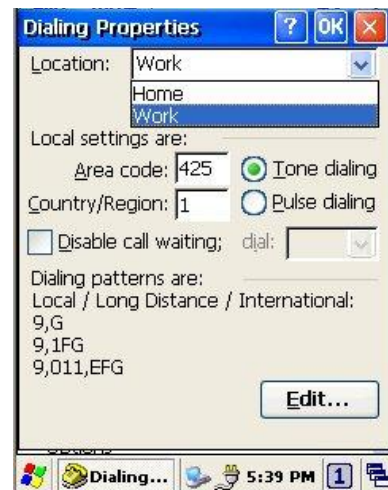 Dialing Properties ? OK X
Location: Work
Home
Work
Local settings are:
Area code: 425 Tone dialing
Country/Region: 1 Pulse dialing
Disable call waiting; dial:
Dialing patterns are:
Local / Long Distance / International:
9,G
9,1FG
9,011,EFG
Edit...
Dialing... 5:39 PM 1